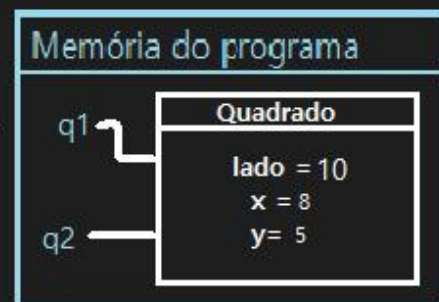 Memória do programa
q1
Quadrado
lado = 10
x = 8
q2
y= 5